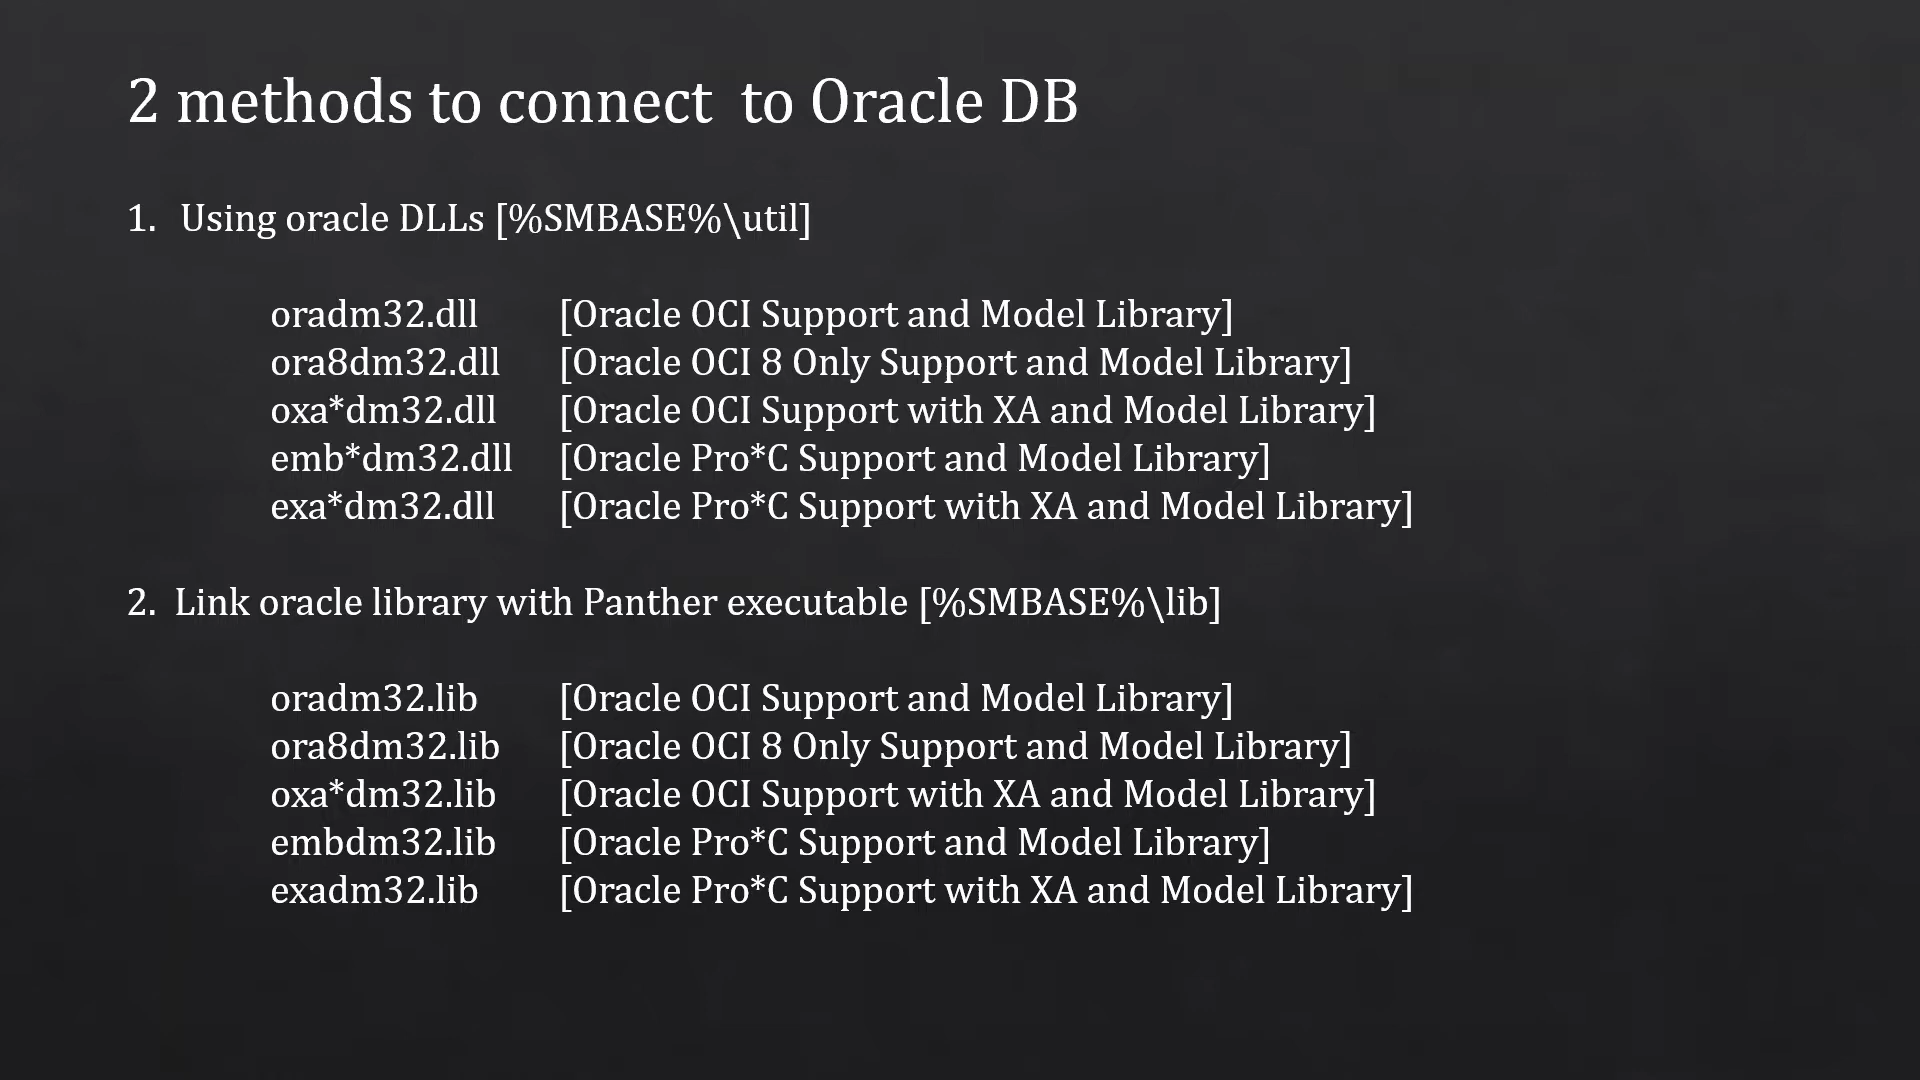 2 methods to connect  to Oracle DB
1. Using oracle DLLs [%SMBASE%\util]
oradm32.dll [Oracle OCI Support and Model Library]
ora8dm32.dll [Oracle OCI 8 Only Support and Model Library]
oxa*dm32.dll [Oracle OCI Support with XA and Model Library]
emb*dm32.dll [Oracle Pro*C Support and Model Library]
exa*dm32.dll [Oracle Pro*C Support with XA and Model Library]
2. Link oracle library with Panther executable [%SMBASE%\lib]
oradm32.lib [Oracle OCI Support and Model Library]
ora8dm32.lib [Oracle OCI 8 Only Support and Model Library]
oxa*dm32.lib [Oracle OCI Support with XA and Model Library]
embdm32.lib [Oracle Pro*C Support and Model Library]
exadm32.lib [Oracle Pro*C Support with XA and Model Library]